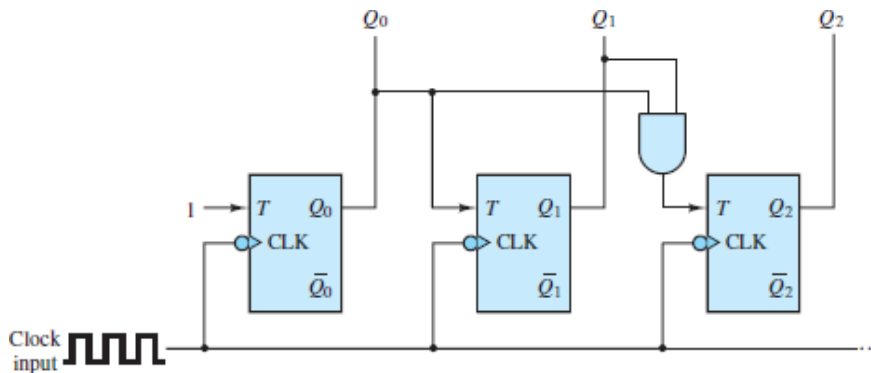 Q0 Q1 Q2
1 T Q0 T Q1 T Q2
CLK CLK CLK
Q̅0 Q̅1 Q̅2
Clock
input